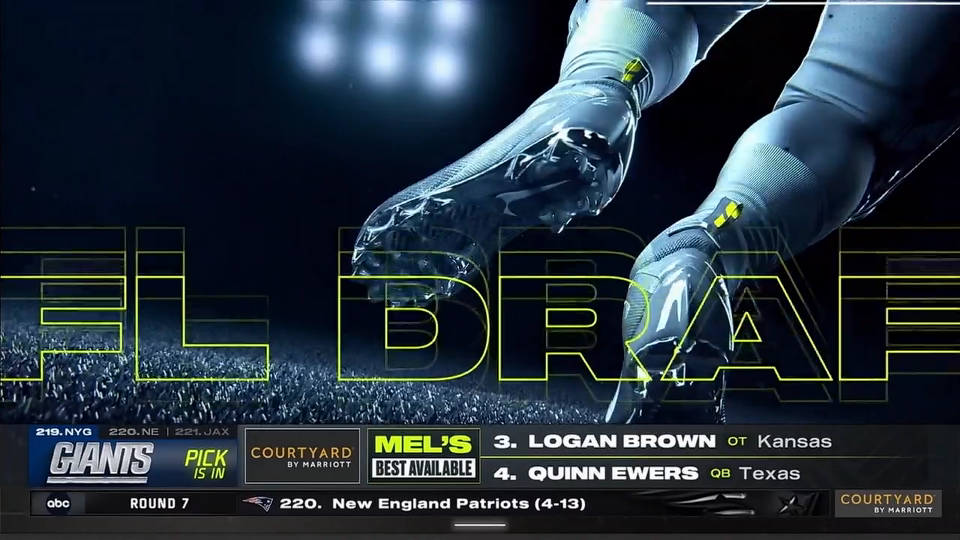 FL DRAF
219. NYG 220. NE | 221. JAX
GIANTS
PICK
IS IN
COURTYARD
BY MARRIOTT
MEL'S
BEST AVAILABLE
3. LOGAN BROWN OT Kansas
4. QUINN EWERS QB Texas
abc
ROUND 7
220. New England Patriots (4-13)
COURTYARD
BY MARRIOTT